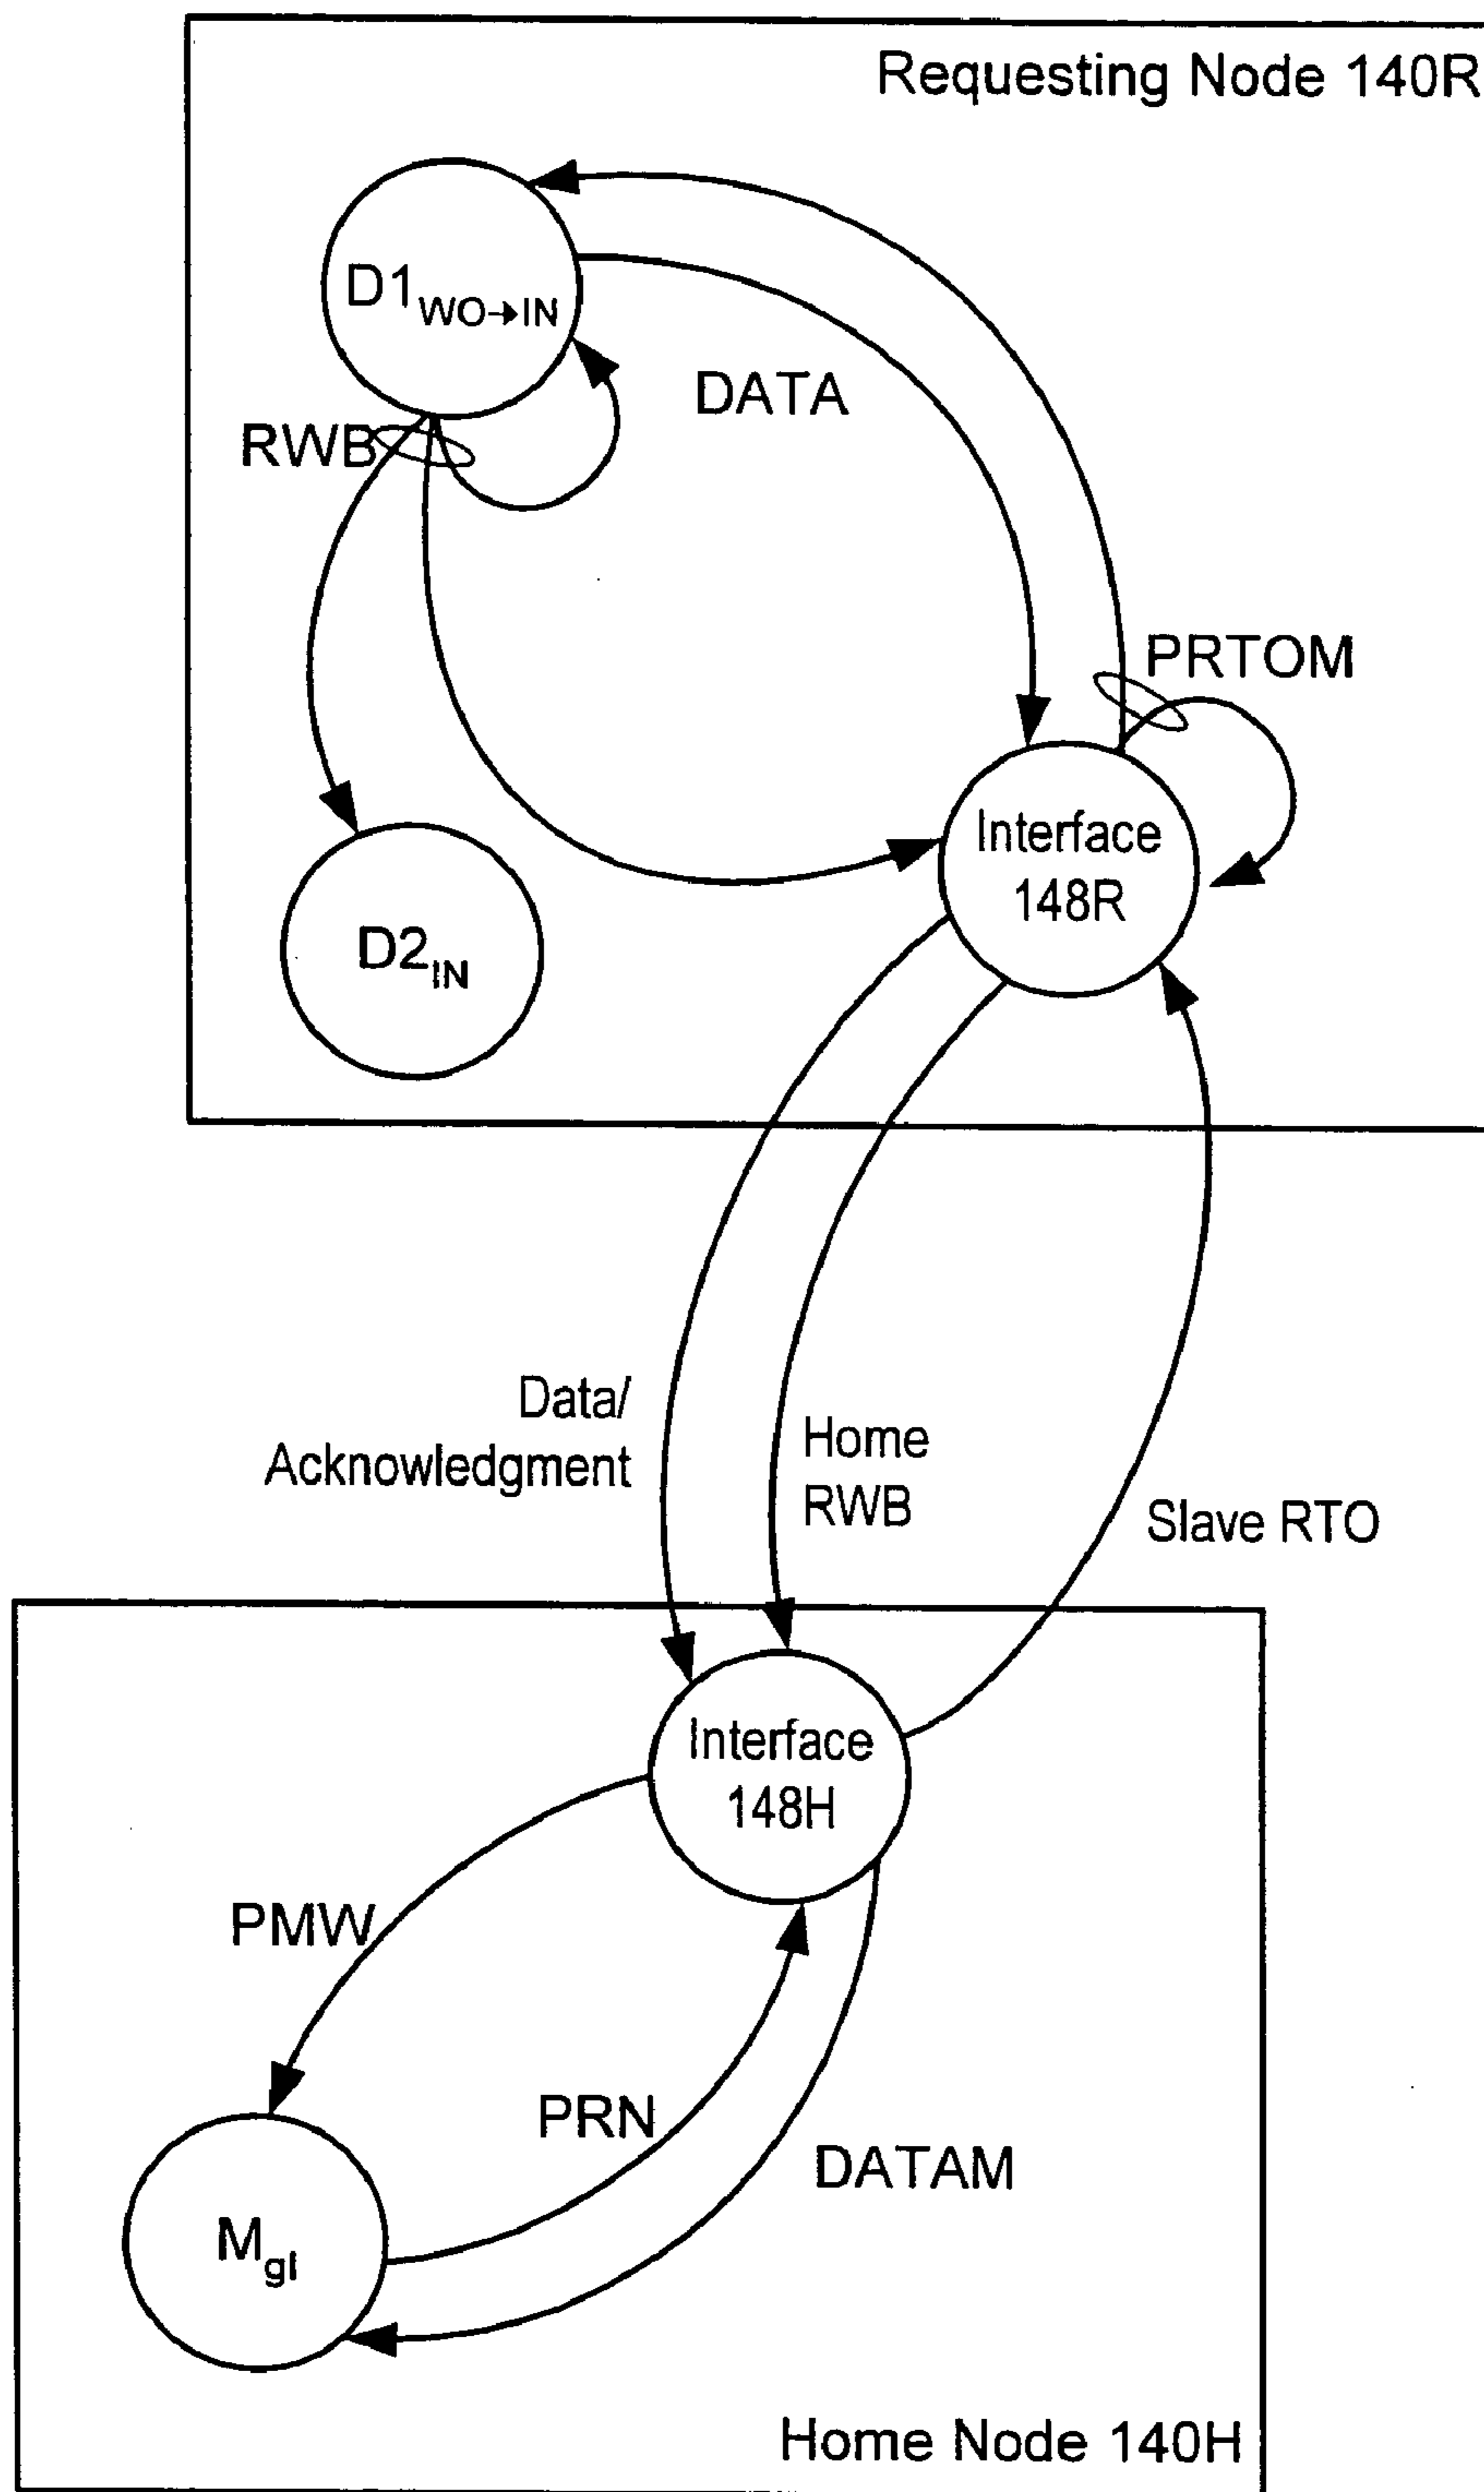 Requesting Node 140R
D1WO→IN
DATA
RWB
PRTOM
Interface
148R
D2IN
Data/
Acknowledgment
Home
RWB
Slave RTO
Interface
148H
PMW
PRN
DATAM
Mgl
Home Node 140H